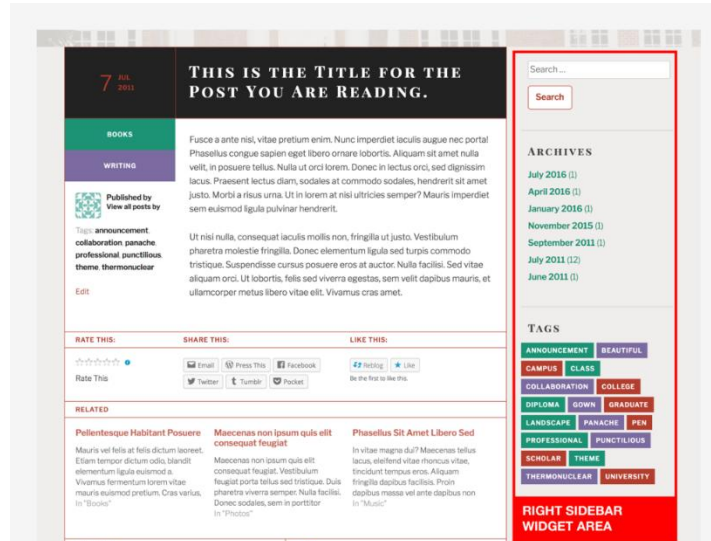 7 JUL 2011
THIS IS THE TITLE FOR THE
POST YOU ARE READING.
BOOKS
WRITING
Published by
View all posts by
Tags: announcement,
collaboration, panache,
professional, punctilious,
theme, thermonuclear
Edit
Fusce a ante nisl, vitae pretium enim. Nunc imperdiet iaculis augue nec porta!
Phasellus congue sapien eget libero ornare lobortis. Aliquam sit amet nulla
velit, in posuere tellus. Nulla ut orci lorem. Donec in lectus orci, sed dignissim
lacus. Praesent lectus diam, sodales at commodo sodales, hendrerit sit amet
justo. Morbi a risus urna. Ut in lorem at nisi ultricies semper? Mauris imperdiet
sem euismod ligula pulvinar hendrerit.
Ut nisi nulla, consequat iaculis mollis non, fringilla ut justo. Vestibulum
pharetra molestie fringilla. Donec elementum ligula sed turpis commodo
tristique. Suspendisse cursus posuere eros at auctor. Nulla facilisi. Sed vitae
aliquam orci. Ut lobortis, felis sed viverra egestas, sem velit dapibus mauris, et
ullamcorper metus libero vitae elit. Vivamus cras amet.
RATE THIS:
Rate This
SHARE THIS:
Email Press This Facebook
Twitter Tumblr Pocket
LIKE THIS:
Reblog Like
Be the first to like this.
RELATED
Pellentesque Habitant Posuere
Mauris vel felis at felis dictum laoreet.
Etiam tempor dictum odio, blandit
elementum ligula euismod a.
Vivamus fermentum lorem vitae
mauris euismod pretium. Cras varius,
In "Books"
Maecenas non ipsum quis elit
consequat feugiat
Maecenas non ipsum quis elit
consequat feugiat. Vestibulum
feugiat porta tellus sed tristique. Duis
pharetra viverra semper. Nulla facilisi.
Donec sodales, sem in porttitor
In "Photos"
Phasellus Sit Amet Libero Sed
In vitae magna dui? Maecenas tellus
lacus, eleifend vitae rhoncus vitae,
tincidunt tempus eros. Aliquam
fringilla dapibus facilisis. Proin
dapibus massa vel ante dapibus non
In "Music"
Search ...
Search
ARCHIVES
July 2016 (1)
April 2016 (1)
January 2016 (1)
November 2015 (1)
September 2011 (1)
July 2011 (12)
June 2011 (1)
TAGS
ANNOUNCEMENT BEAUTIFUL
CAMPUS CLASS
COLLABORATION COLLEGE
DIPLOMA GOWN GRADUATE
LANDSCAPE PANACHE PEN
PROFESSIONAL PUNCTILIOUS
SCHOLAR THEME
THERMONUCLEAR UNIVERSITY
RIGHT SIDEBAR
WIDGET AREA